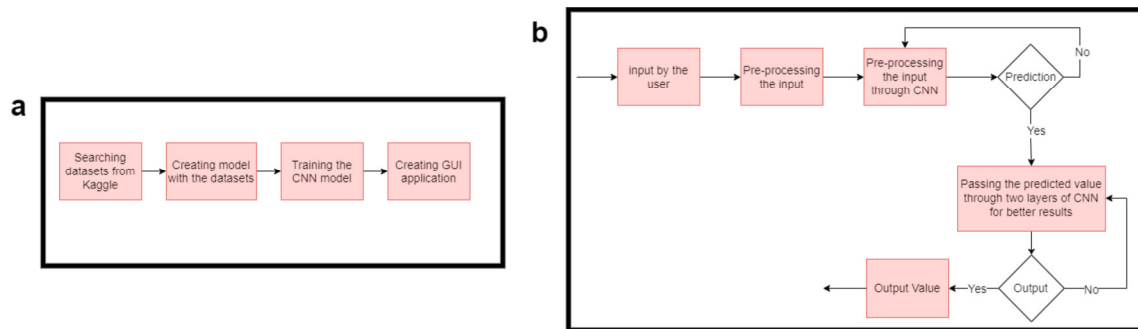 a
Searching
datasets from
Kaggle
Creating model
with the datasets
Training the
CNN model
Creating GUI
application
b
input by the
user
Pre-processing
the input
Pre-processing
the input
through CNN
Prediction
No
Yes
Passing the predicted value
through two layers of CNN
for better results
Output
No
Yes
Output Value